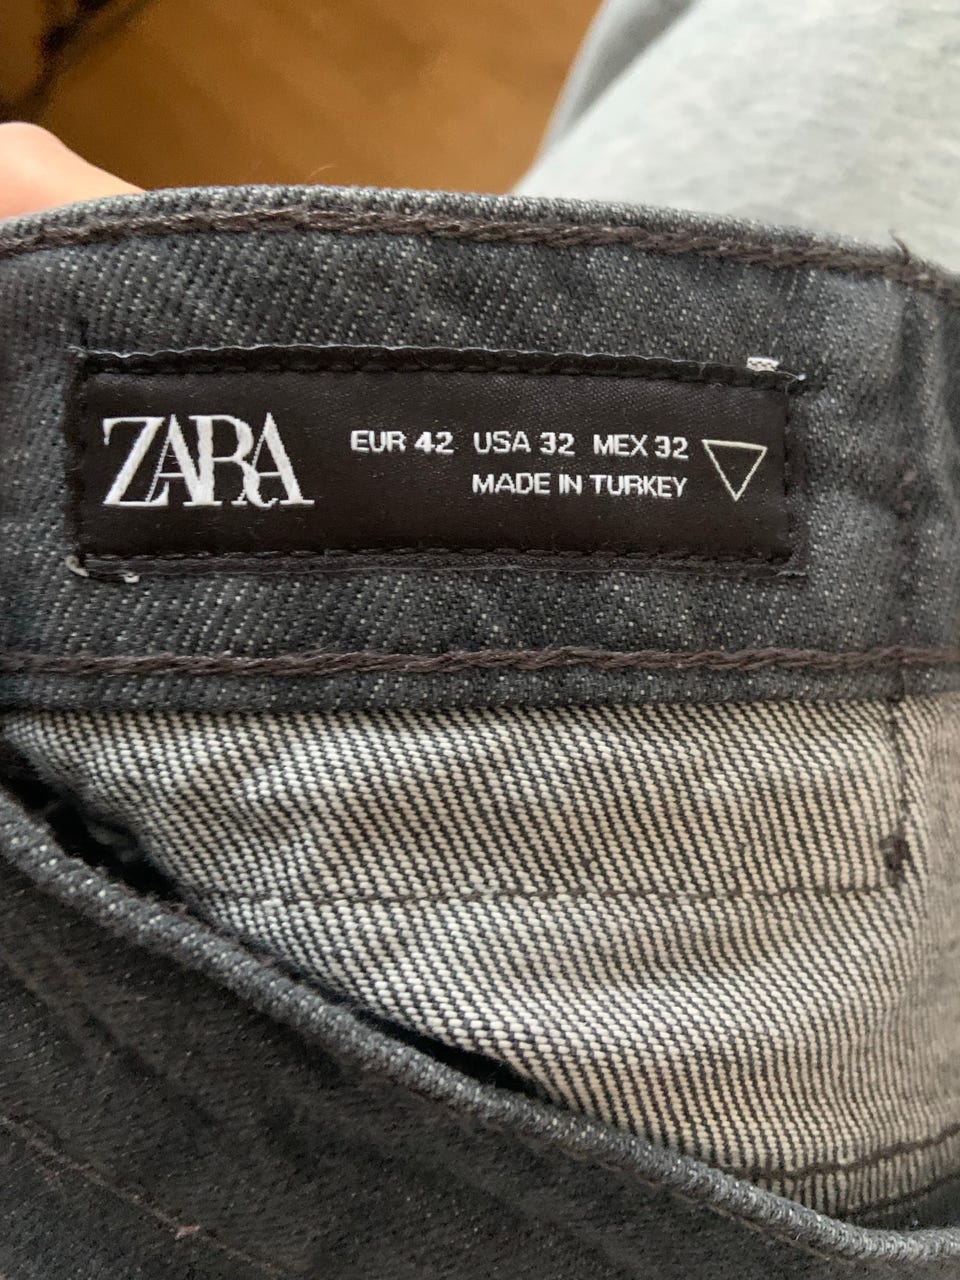 ZARA
EUR 42 USA 32 MEX 32
MADE IN TURKEY